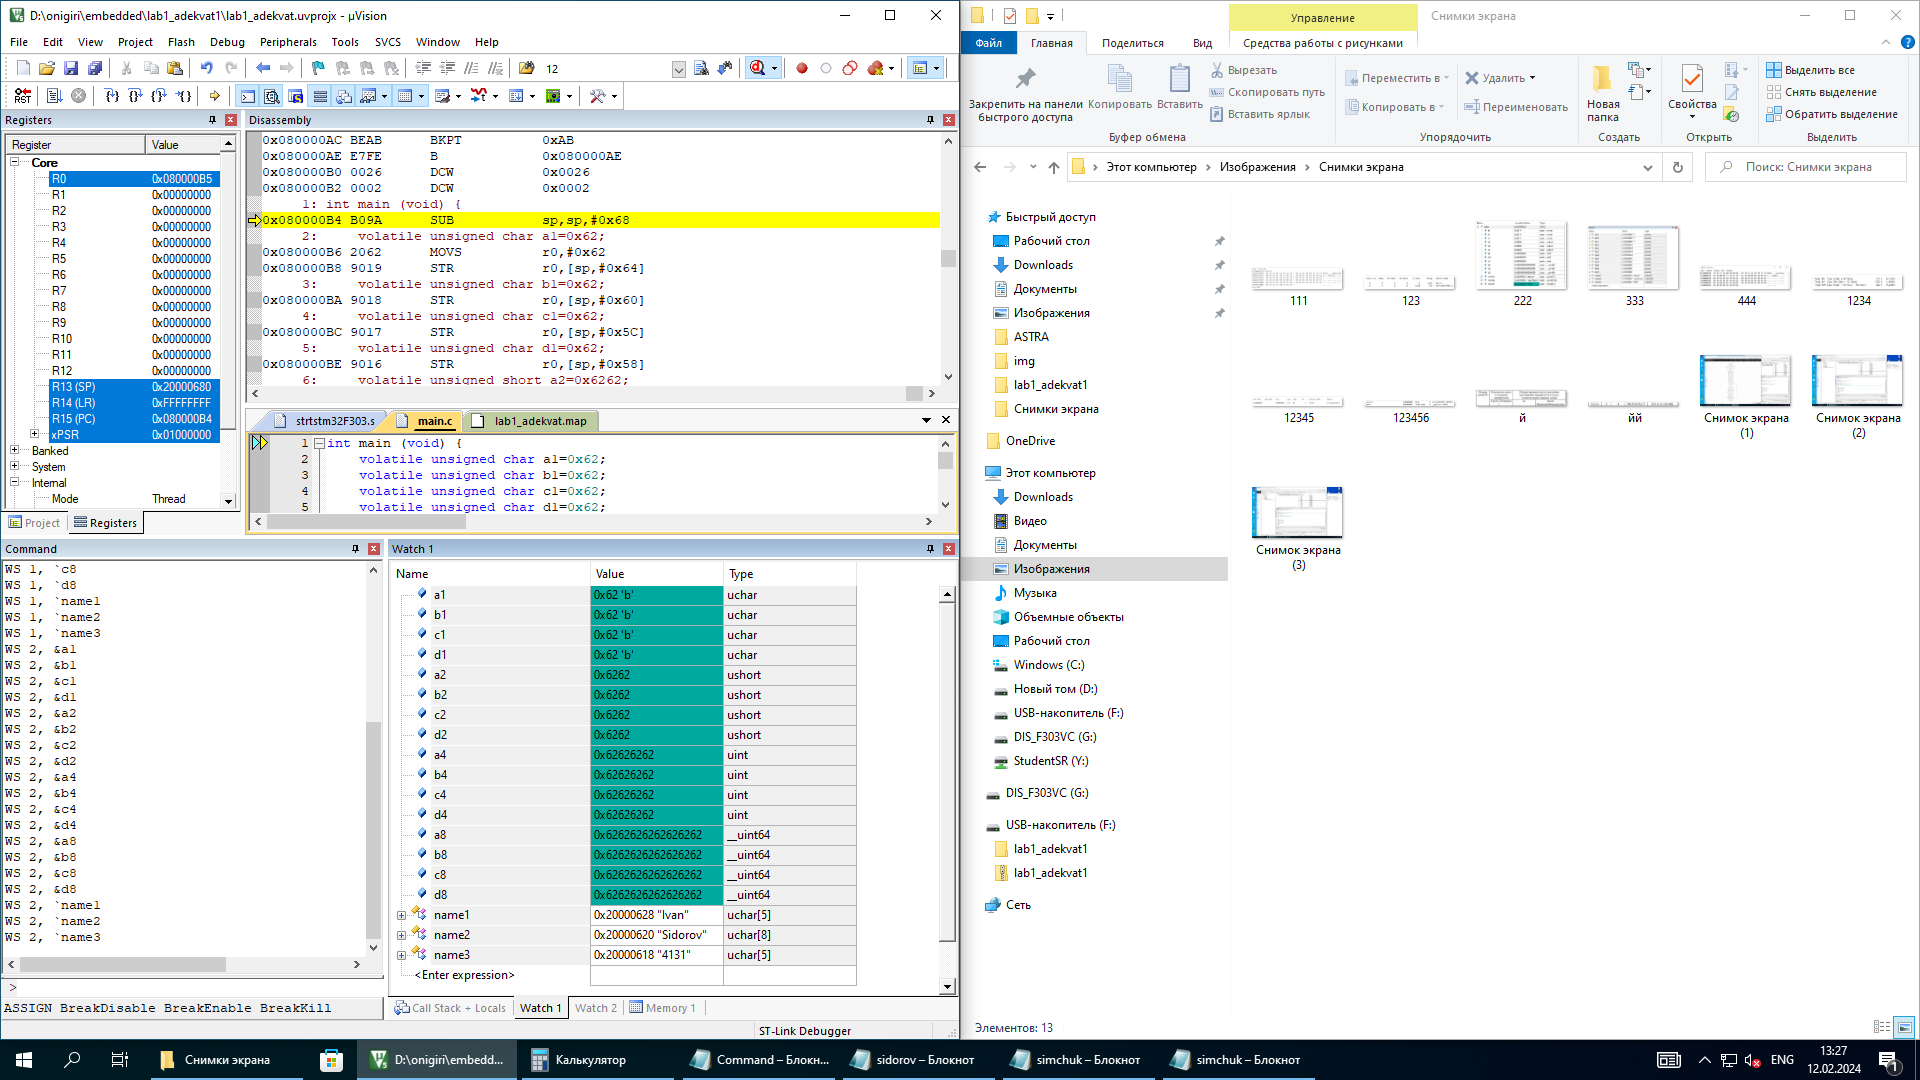 D:\onigiri\embedded\lab1_adekvat1\lab1_adekvat.uvprojx - µVision
File Edit View Project Flash Debug Peripherals Tools SVCS Window Help
12
RST
Registers
Register Value
Core
R0 0x080000B5
R1 0x00000000
R2 0x00000000
R3 0x00000000
R4 0x00000000
R5 0x00000000
R6 0x00000000
R7 0x00000000
R8 0x00000000
R9 0x00000000
R10 0x00000000
R11 0x00000000
R12 0x00000000
R13 (SP) 0x20000680
R14 (LR) 0xFFFFFFFF
R15 (PC) 0x080000B4
xPSR 0x01000000
Banked
System
Internal
Mode Thread
Project Registers
Disassembly
0x080000AC BEAB BKPT 0xAB
0x080000AE E7FE B 0x080000AE
0x080000B0 0026 DCW 0x0026
0x080000B2 0002 DCW 0x0002
1: int main (void) {
0x080000B4 B09A SUB sp,sp,#0x68
2: volatile unsigned char a1=0x62;
0x080000B6 2062 MOVS r0,#0x62
0x080000B8 9019 STR r0,[sp,#0x64]
3: volatile unsigned char b1=0x62;
0x080000BA 9018 STR r0,[sp,#0x60]
4: volatile unsigned char c1=0x62;
0x080000BC 9017 STR r0,[sp,#0x5C]
5: volatile unsigned char d1=0x62;
0x080000BE 9016 STR r0,[sp,#0x58]
6: volatile unsigned short a2=0x6262;
strtstm32F303.s main.c lab1_adekvat.map
1 int main (void) {
2 volatile unsigned char a1=0x62;
3 volatile unsigned char b1=0x62;
4 volatile unsigned char c1=0x62;
5 volatile unsigned char d1=0x62;
Command
WS 1, `c8
WS 1, `d8
WS 1, `name1
WS 1, `name2
WS 1, `name3
WS 2, &a1
WS 2, &b1
WS 2, &c1
WS 2, &d1
WS 2, &a2
WS 2, &b2
WS 2, &c2
WS 2, &d2
WS 2, &a4
WS 2, &b4
WS 2, &c4
WS 2, &d4
WS 2, &a8
WS 2, &b8
WS 2, &c8
WS 2, &d8
WS 2, `name1
WS 2, `name2
WS 2, `name3
>
ASSIGN BreakDisable BreakEnable BreakKill
Watch 1
Name Value Type
a1 0x62 'b' uchar
b1 0x62 'b' uchar
c1 0x62 'b' uchar
d1 0x62 'b' uchar
a2 0x6262 ushort
b2 0x6262 ushort
c2 0x6262 ushort
d2 0x6262 ushort
a4 0x62626262 uint
b4 0x62626262 uint
c4 0x62626262 uint
d4 0x62626262 uint
a8 0x6262626262626262 __uint64
b8 0x6262626262626262 __uint64
c8 0x6262626262626262 __uint64
d8 0x6262626262626262 __uint64
name1 0x20000628 "Ivan" uchar[5]
name2 0x20000620 "Sidorov" uchar[8]
name3 0x20000618 "4131" uchar[5]
<Enter expression>
Call Stack + Locals Watch 1 Watch 2 Memory 1
ST-Link Debugger
Управление Снимки экрана
Файл Главная Поделиться Вид Средства работы с рисунками
Закрепить на панели быстрого доступа
Копировать
Вставить
Вырезать
Скопировать путь
Вставить ярлык
Буфер обмена
Переместить в
Копировать в
Удалить
Переименовать
Упорядочить
Новая папка
Создать
Свойства
Открыть
Выделить все
Снять выделение
Обратить выделение
Выделить
Этот компьютер > Изображения > Снимки экрана
Поиск: Снимки экрана
Быстрый доступ
Рабочий стол
Downloads
Документы
Изображения
ASTRA
img
lab1_adekvat1
Снимки экрана
OneDrive
Этот компьютер
Downloads
Видео
Документы
Изображения
Музыка
Объемные объекты
Рабочий стол
Windows (C:)
Новый том (D:)
USB-накопитель (F:)
DIS_F303VC (G:)
StudentSR (Y:)
DIS_F303VC (G:)
USB-накопитель (F:)
lab1_adekvat1
lab1_adekvat1
Сеть
111 123 222 333 444 1234
12345 123456 й йй Снимок экрана (1) Снимок экрана (2)
Снимок экрана (3)
Элементов: 13
Снимки экрана
D:\onigiri\embedd...
Калькулятор
Command – Блокн...
sidorov – Блокнот
simchuk – Блокнот
simchuk – Блокнот
ENG
13:27
12.02.2024
1